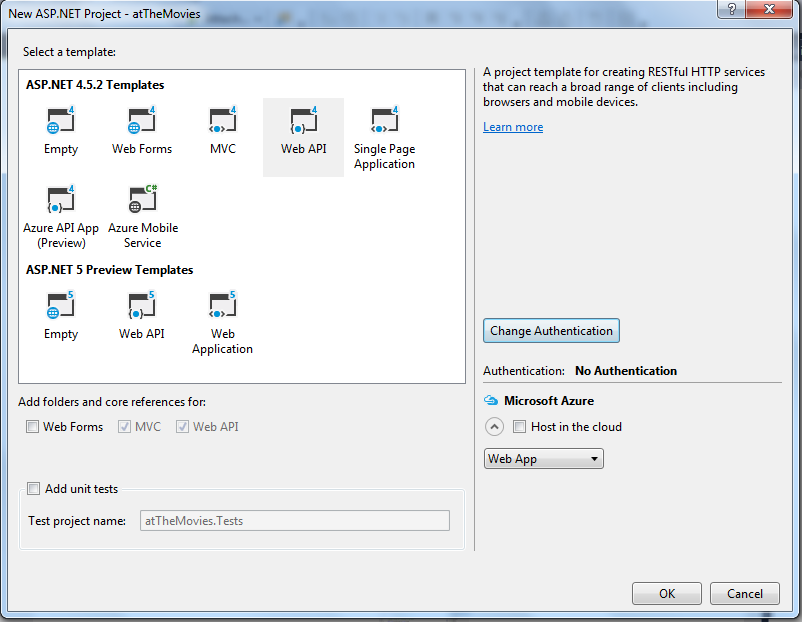 New ASP.NET Project - atTheMovies
?
Select a template:
ASP.NET 4.5.2 Templates
4 4 4 4 4
Empty Web Forms MVC Web API Single Page
Application
4 C#
Azure API App Azure Mobile
(Preview) Service
ASP.NET 5 Preview Templates
5 5 5
Empty Web API Web
Application
A project template for creating RESTful HTTP services
that can reach a broad range of clients including
browsers and mobile devices.
Learn more
Change Authentication
Authentication: No Authentication
Microsoft Azure
Host in the cloud
Web App
Add folders and core references for:
Web Forms MVC Web API
Add unit tests
Test project name: atTheMovies.Tests
OK Cancel